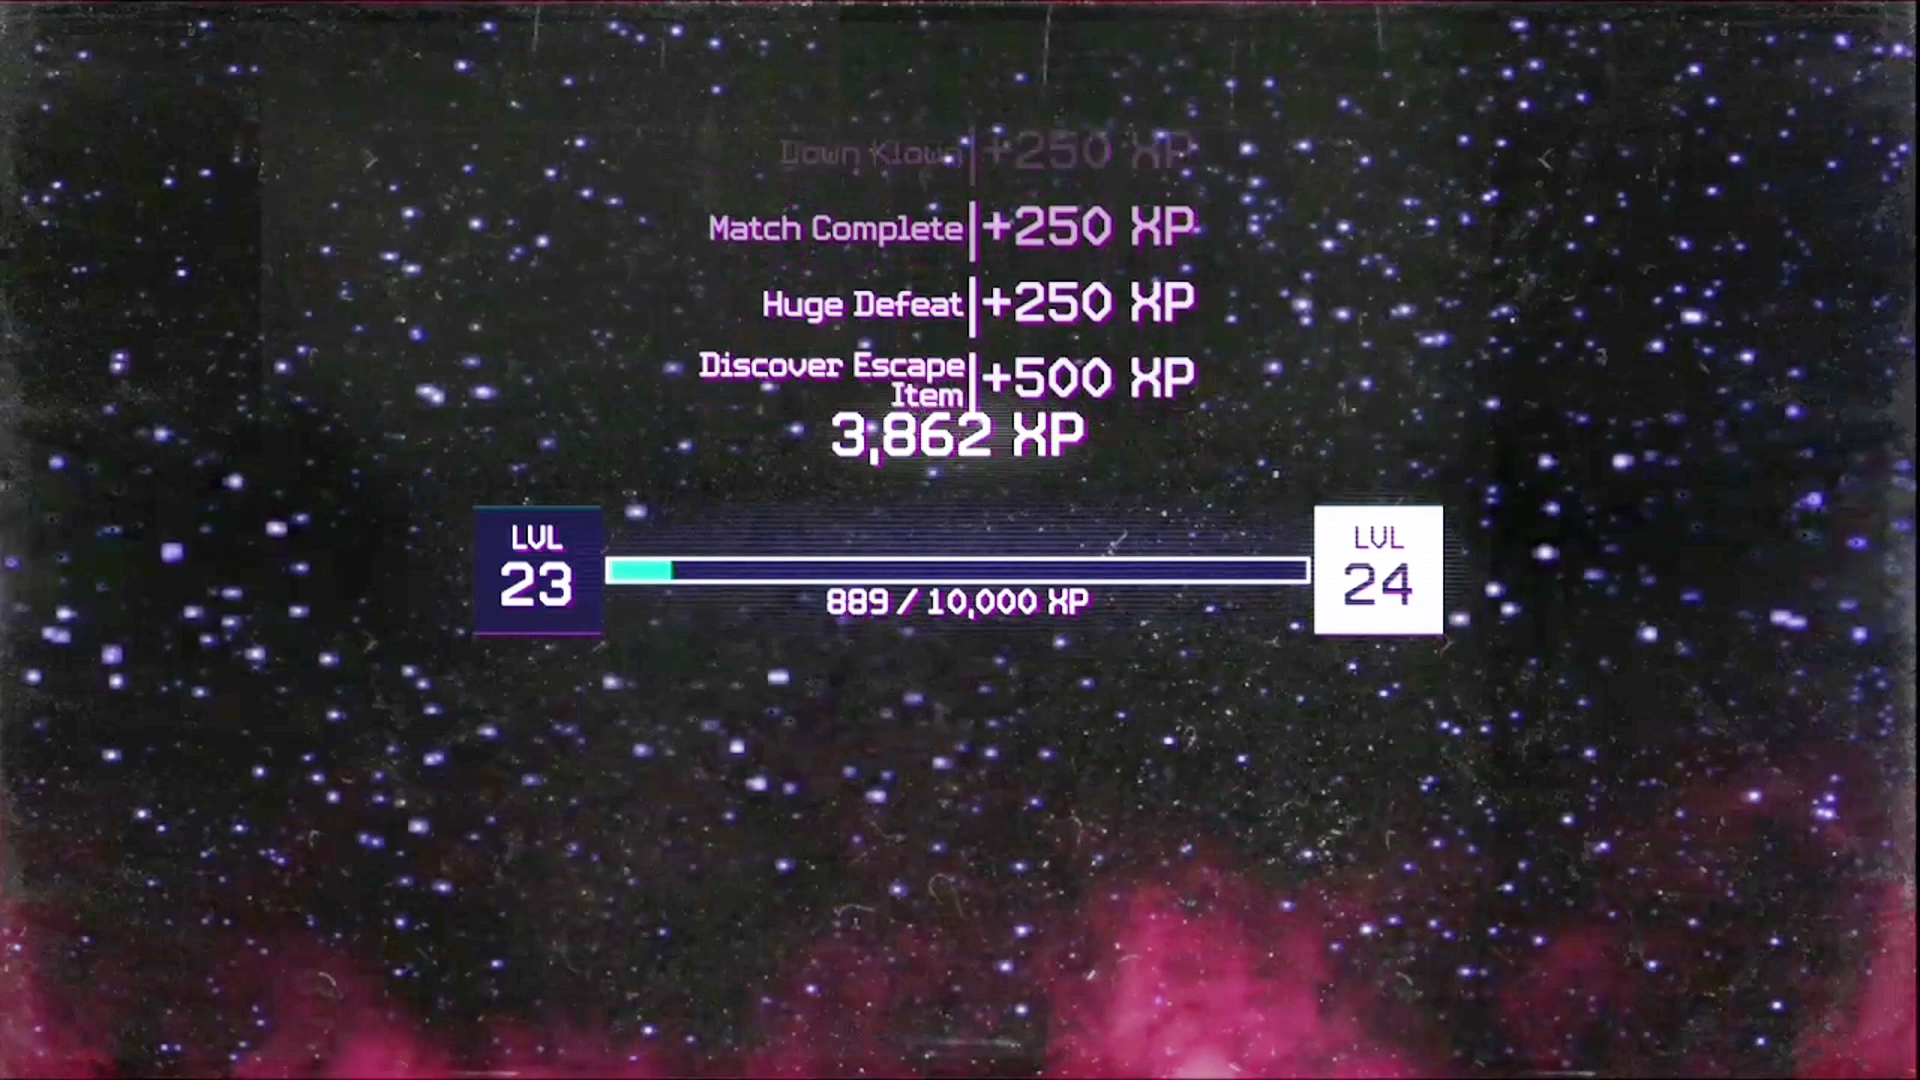 Down Klown +250 XP
Match Complete +250 XP
Huge Defeat +250 XP
Discover Escape
Item +500 XP
3,862 XP
LVL
23
LVL
24
889 / 10,000 XP